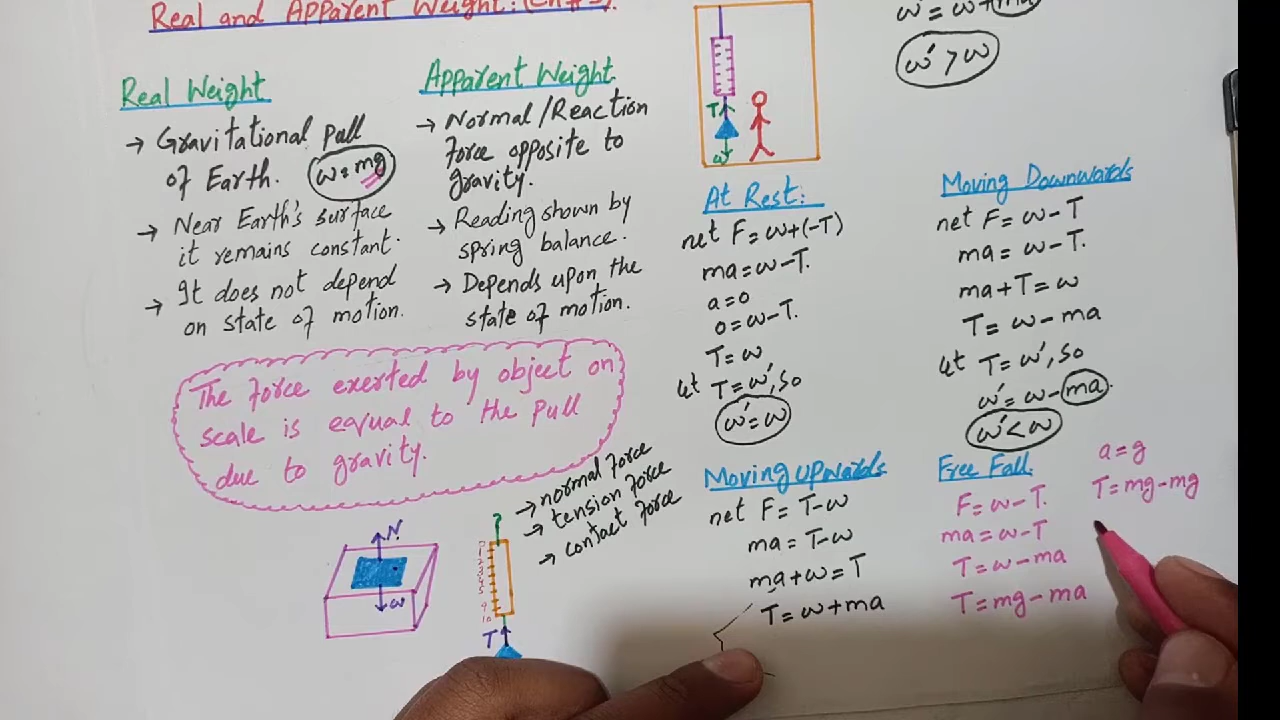 Real and Apparent Weight: (Ch#3).
Real Weight
→ Gravitational Pull
of Earth. w=mg
→ Near Earth's surface
it remains constant.
→ It does not depend
on state of motion.
Apparent Weight
→ Normal/Reaction
force opposite to
gravity.
→ Reading shown by
spring balance.
→ Depends upon the
state of motion.
The force exerted by object on
scale is equal to the pull
due to gravity.
N
w
→ normal force
→ tension force
→ contact force
T
T
w
w' = w+ma
w' > w
At Rest:
net F = w+(-T)
ma = w-T.
a=0
0 = w-T.
T = w
let T = w', so
w' = w
Moving Downwards
net F = w-T
ma = w-T.
ma+T = w
T = w-ma
let T = w', so
w' = w-ma.
w' < w
Moving upwards
net F = T-w
ma = T-w
ma+w = T
T = w+ma
Free Fall.
F = w-T.
ma = w-T
T = w-ma
T = mg-ma
a = g
T = mg-mg